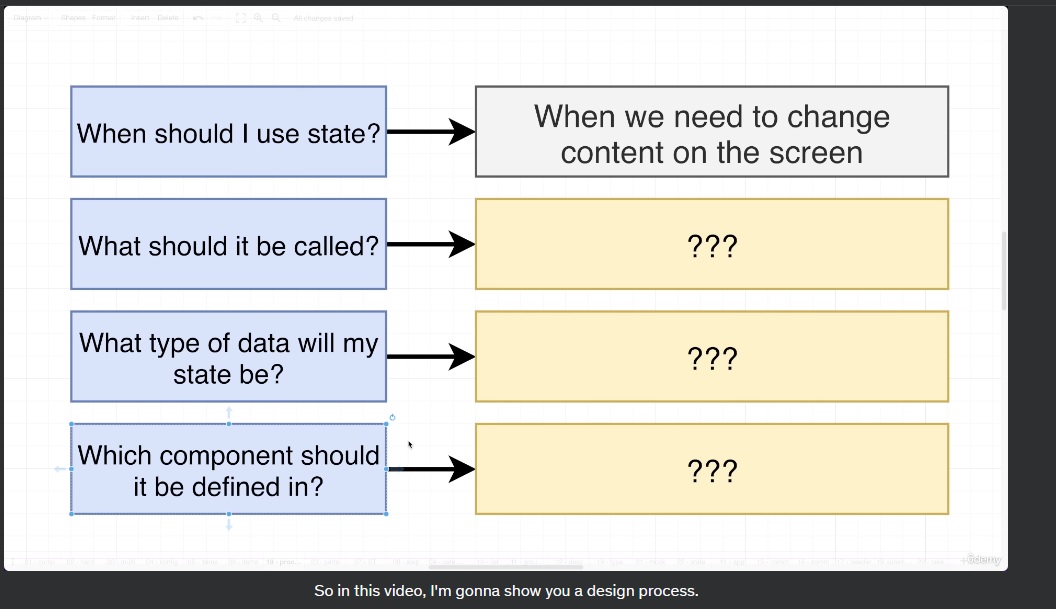 Diagram Shapes Format Insert Delete All changes saved
When should I use state?
When we need to change
content on the screen
What should it be called?
???
What type of data will my
state be?
???
Which component should
it be defined in?
???
ûdemy
So in this video, I'm gonna show you a design process.